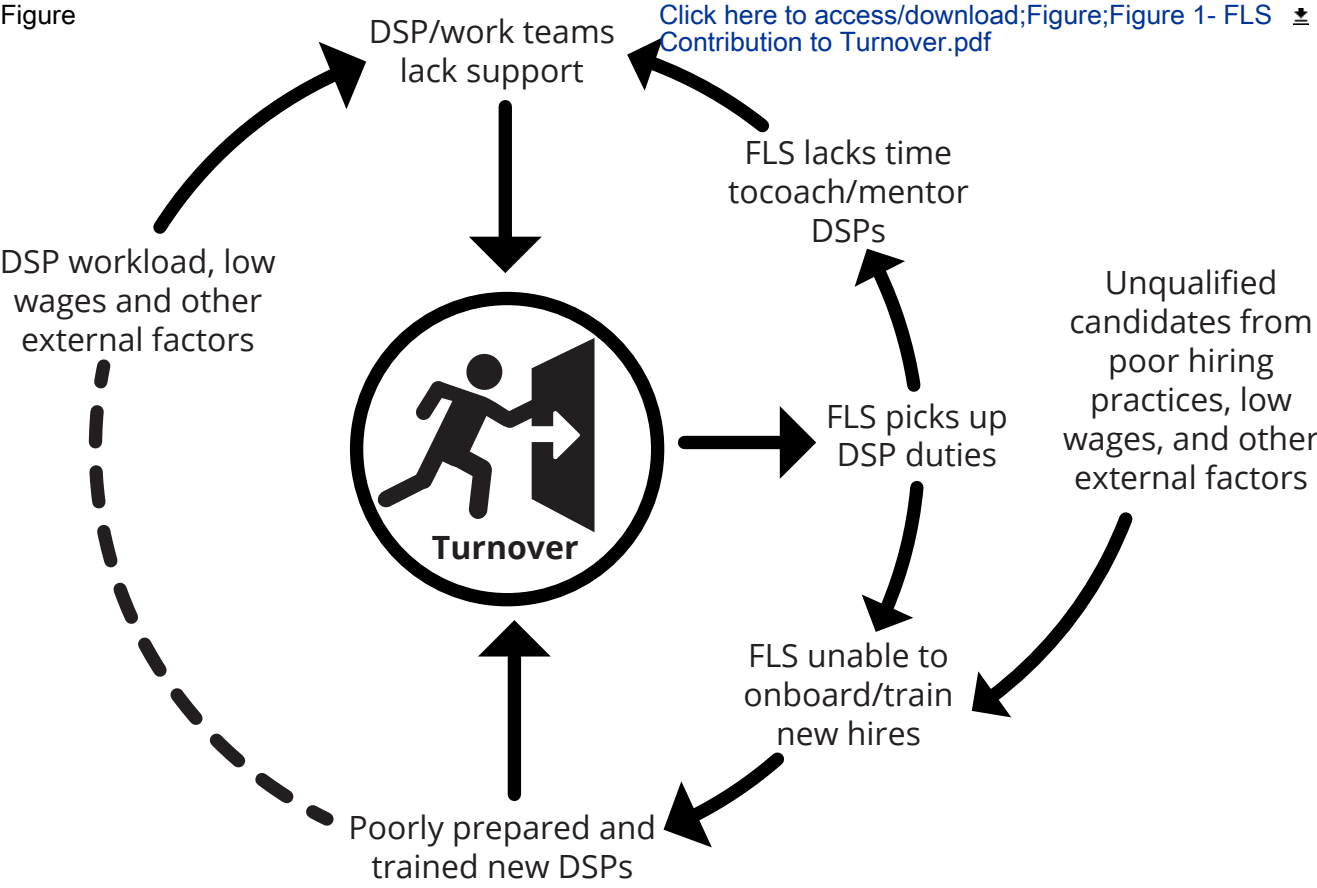 Figure
Click here to access/download;Figure;Figure 1- FLS
Contribution to Turnover.pdf
DSP/work teams
lack support
FLS lacks time
tocoach/mentor
DSPs
DSP workload, low
wages and other
external factors
Unqualified
candidates from
poor hiring
practices, low
wages, and other
external factors
FLS picks up
DSP duties
Turnover
FLS unable to
onboard/train
new hires
Poorly prepared and
trained new DSPs